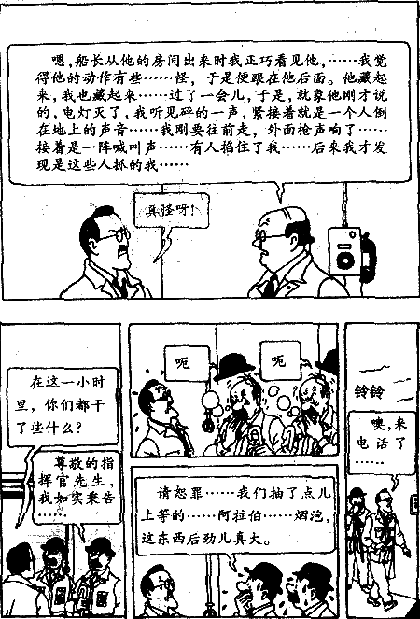 嗯，船长从他的房间出来时我正巧看见他，……我觉
得他的动作有些……怪，于是便跟在他后面。他藏起
来，我也藏起来……过了一会儿，于是，就象他刚才说
的，电灯灭了，我听见砰的一声，紧接着就是一个人倒
在地上的声音……我刚要往前走，外面枪声响了……
接着是一阵喊叫声……有人掐住了我……后来我才发
现是这些人抓的我……
真怪呀！
在这一小时
里，你们都干
了些什么？
尊敬的指
挥官先生，
我如实禀告
……
呃
呃
请恕罪……我们抽了点儿
上等的……阿拉伯……烟泡，
这东西后劲儿真大。
铃铃
噢，来
电话了
……